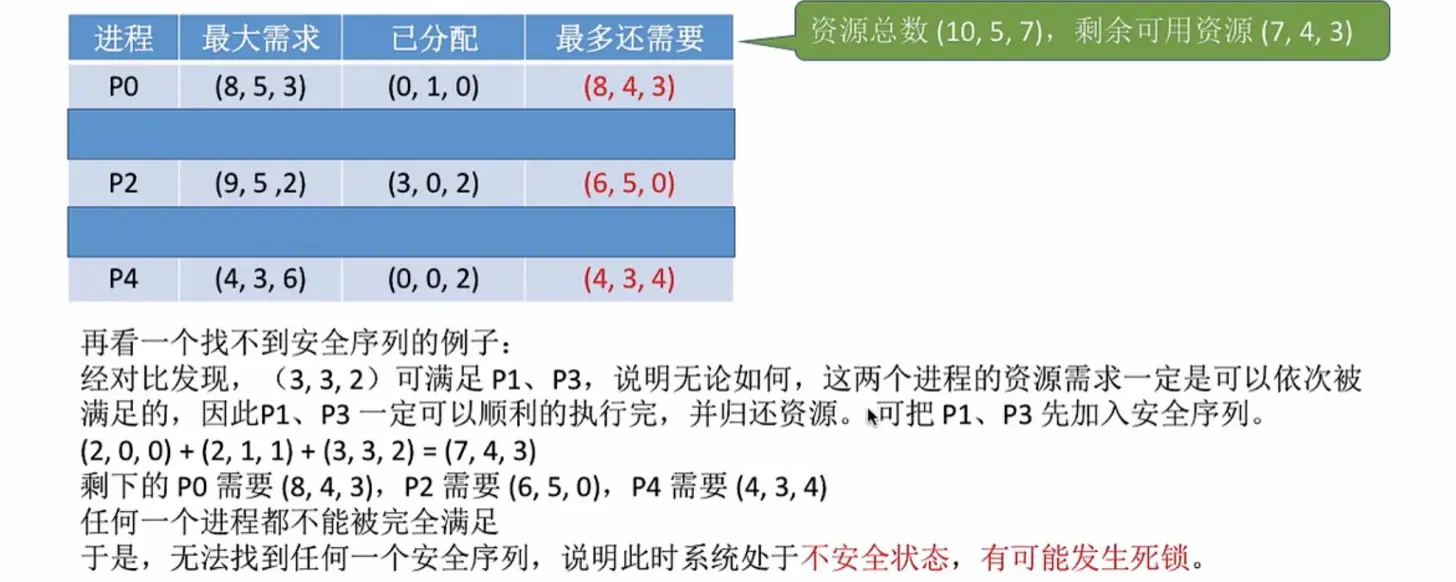 进程 最大需求 已分配 最多还需要
资源总数 (10, 5, 7)，剩余可用资源 (7, 4, 3)
P0 (8, 5, 3) (0, 1, 0) (8, 4, 3)
P2 (9, 5 ,2) (3, 0, 2) (6, 5, 0)
P4 (4, 3, 6) (0, 0, 2) (4, 3, 4)
再看一个找不到安全序列的例子：
经对比发现，（3, 3, 2）可满足 P1、P3，说明无论如何，这两个进程的资源需求一定是可以依次被
满足的，因此P1、P3 一定可以顺利的执行完，并归还资源。可把 P1、P3 先加入安全序列。
(2, 0, 0) + (2, 1, 1) + (3, 3, 2) = (7, 4, 3)
剩下的 P0 需要 (8, 4, 3)，P2 需要 (6, 5, 0)，P4 需要 (4, 3, 4)
任何一个进程都不能被完全满足
于是，无法找到任何一个安全序列，说明此时系统处于不安全状态，有可能发生死锁。